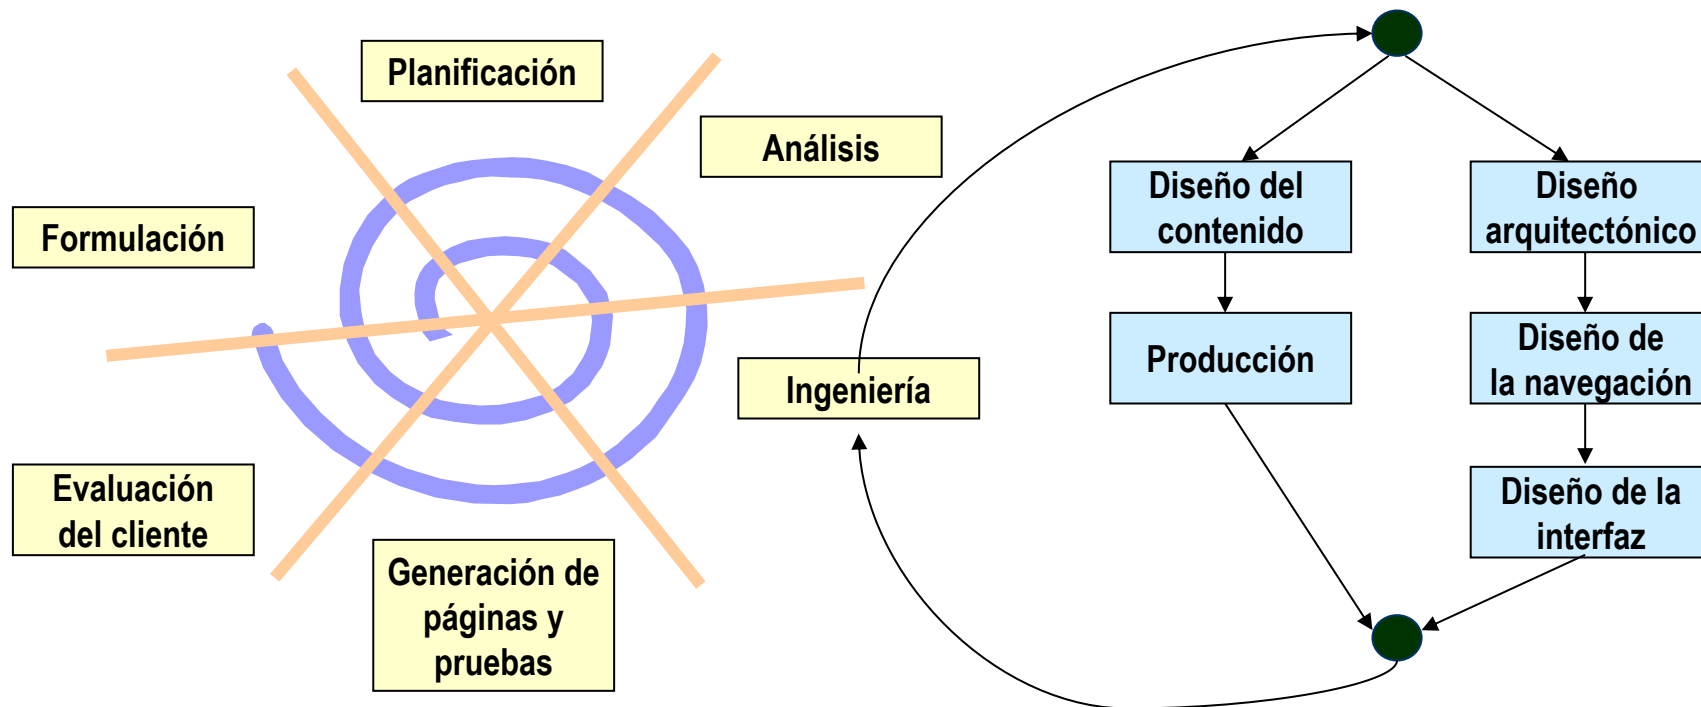 Planificación
Análisis
Formulación
Ingeniería
Evaluación
del cliente
Generación de
páginas y
pruebas
Diseño del
contenido
Producción
Diseño
arquitectónico
Diseño de
la navegación
Diseño de la
interfaz